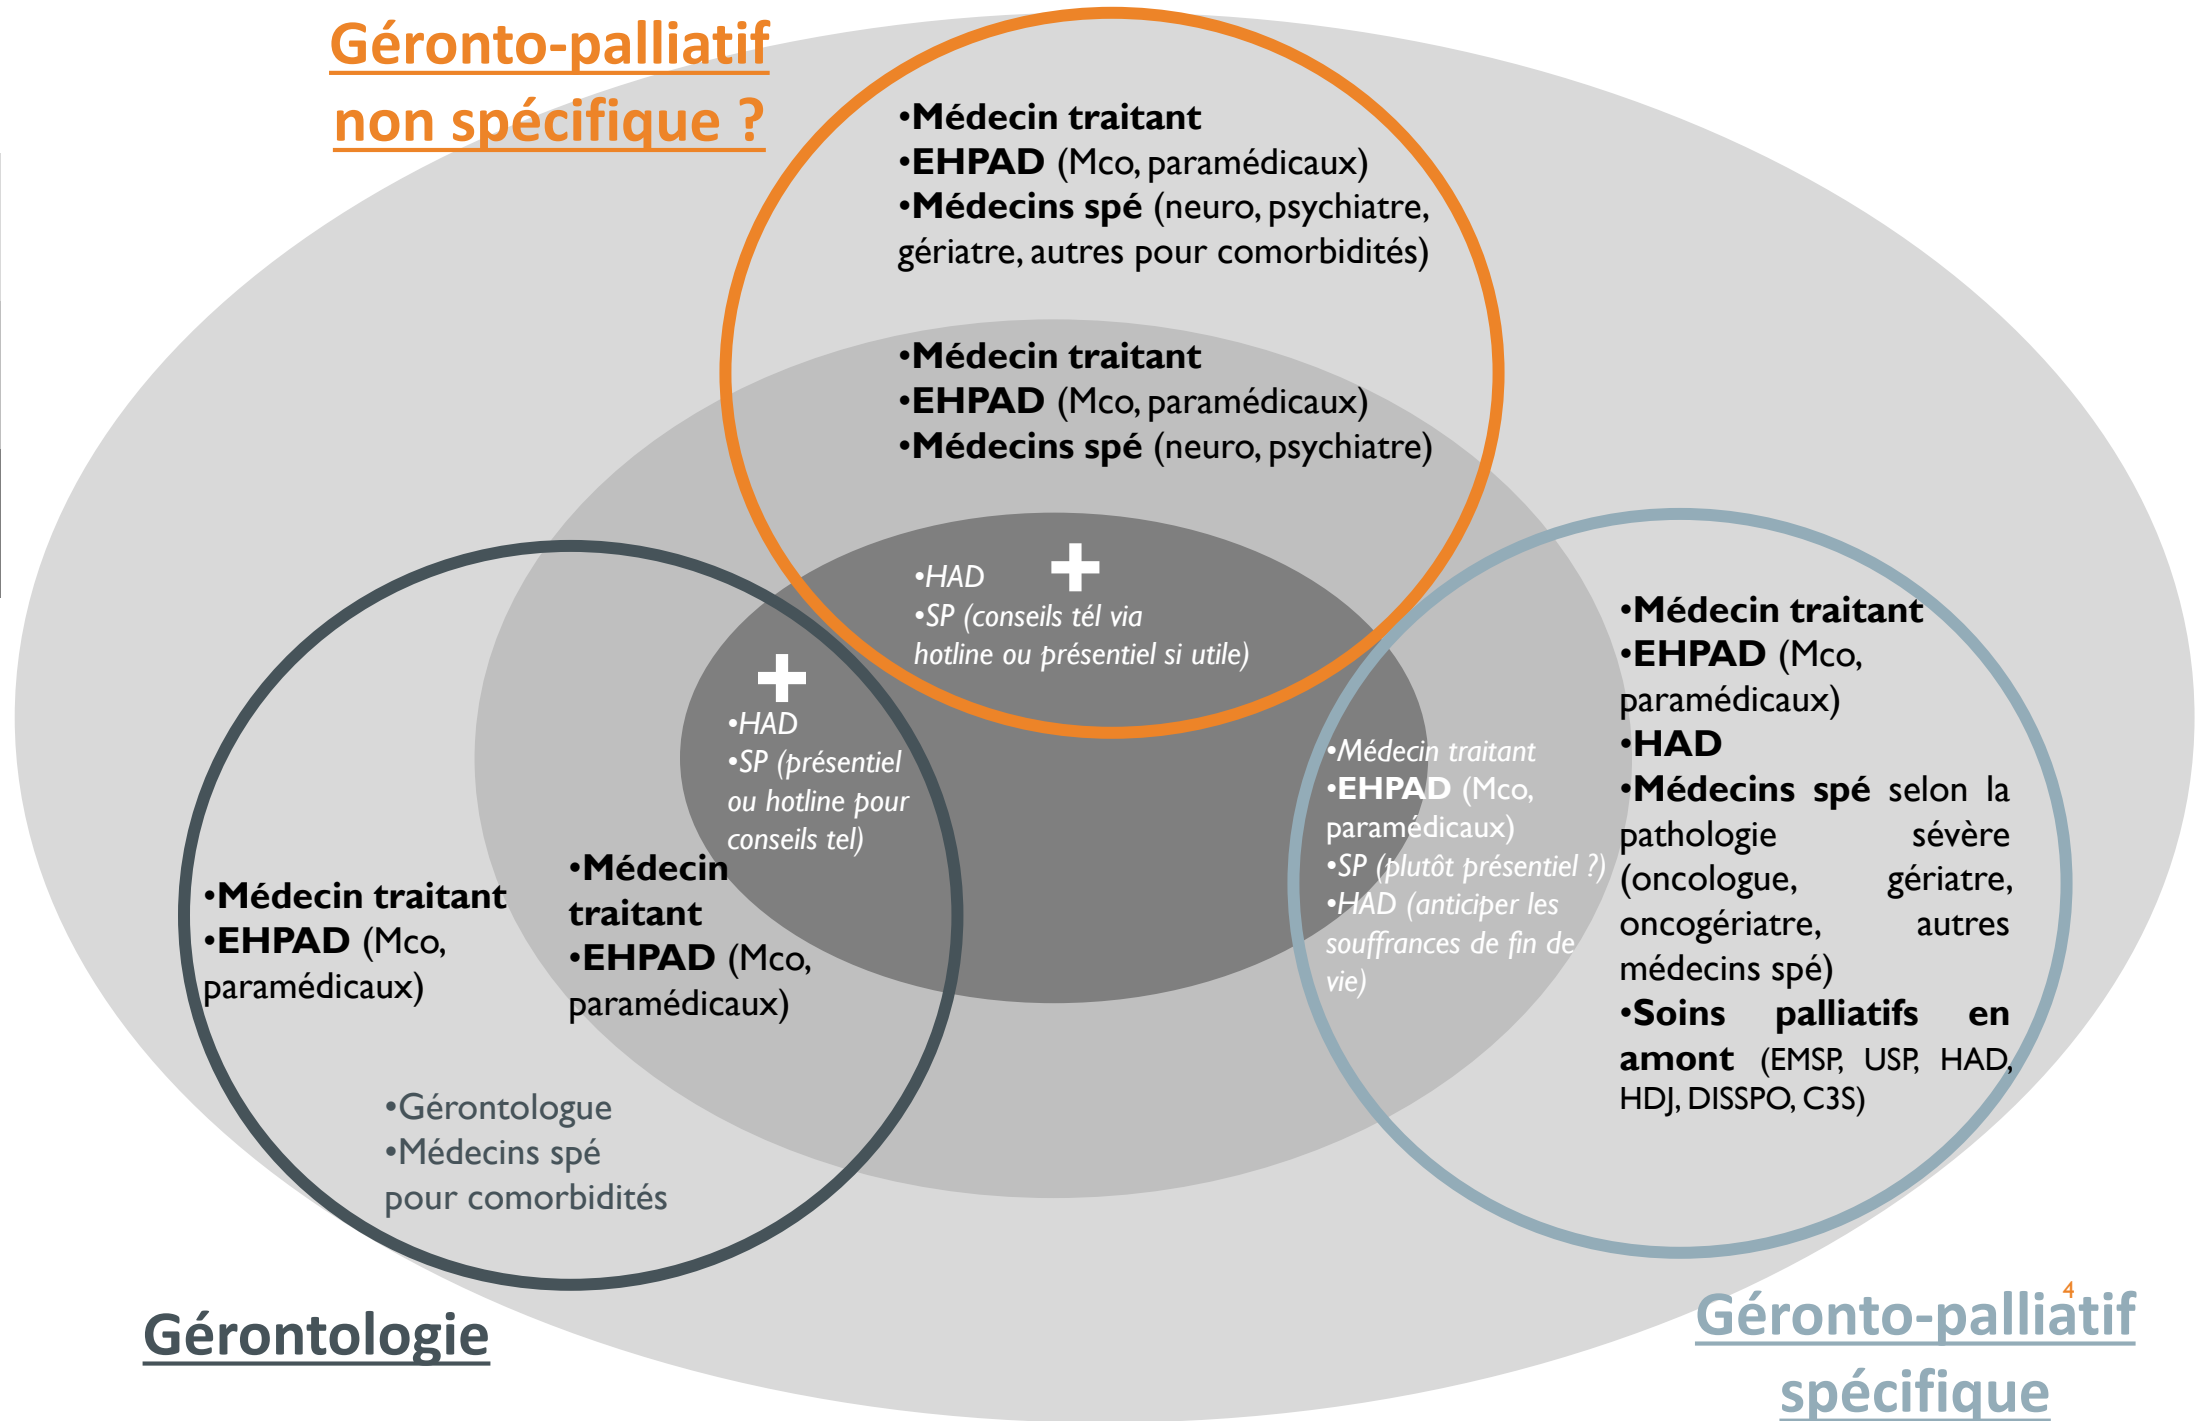 Géronto-palliatif
non spécifique ?
•Médecin traitant
•EHPAD (Mco, paramédicaux)
•Médecins spé (neuro, psychiatre,
gériatre, autres pour comorbidités)
•Médecin traitant
•EHPAD (Mco, paramédicaux)
•Médecins spé (neuro, psychiatre)
+
•HAD
•SP (conseils tél via
hotline ou présentiel si utile)
+
•HAD
•SP (présentiel
ou hotline pour
conseils tel)
•Médecin traitant
•EHPAD (Mco,
paramédicaux)
•Médecin
traitant
•EHPAD (Mco,
paramédicaux)
•Gérontologue
•Médecins spé
pour comorbidités
Gérontologie
•Médecin traitant
•EHPAD (Mco,
paramédicaux)
•SP (plutôt présentiel ?)
•HAD (anticiper les
souffrances de fin de
vie)
•Médecin traitant
•EHPAD (Mco,
paramédicaux)
•HAD
•Médecins spé selon la
pathologie sévère
(oncologue, gériatre,
oncogériatre, autres
médecins spé)
•Soins palliatifs en
amont (EMSP, USP, HAD,
HDJ, DISSPO, C3S)
4
Géronto-palliatif
spécifique